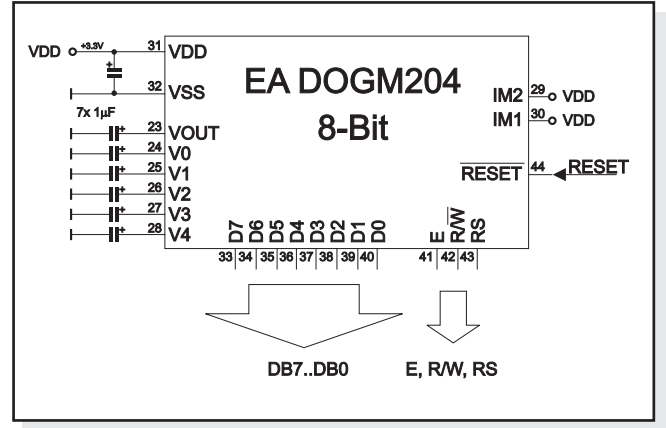 VDD +3.3V 31 VDD
EA DOGM204
8-Bit
32 VSS
7x 1µF
23 VOUT
24 V0
25 V1
26 V2
27 V3
28 V4
IM2 29 VDD
IM1 30 VDD
RESET 44 RESET
D7 D6 D5 D4 D3 D2 D1 D0 E R/W RS
33 34 35 36 37 38 39 40 41 42 43
DB7..DB0 E, R/W, RS